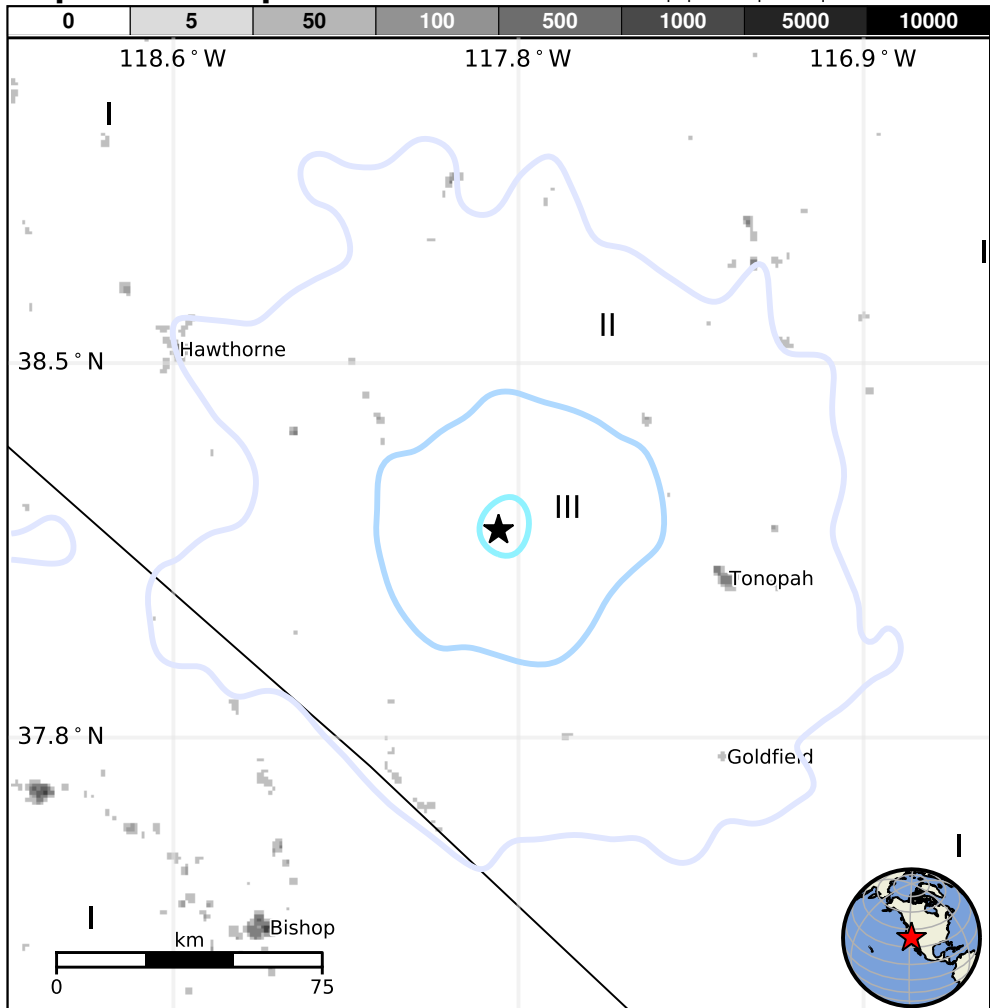 0 5 50 100 500 1000 5000 10000
118.6°W 117.8°W 116.9°W
I
I
II
38.5°N
Hawthorne
III
Tonopah
37.8°N
Goldfield
I
I
Bishop
km
0 75